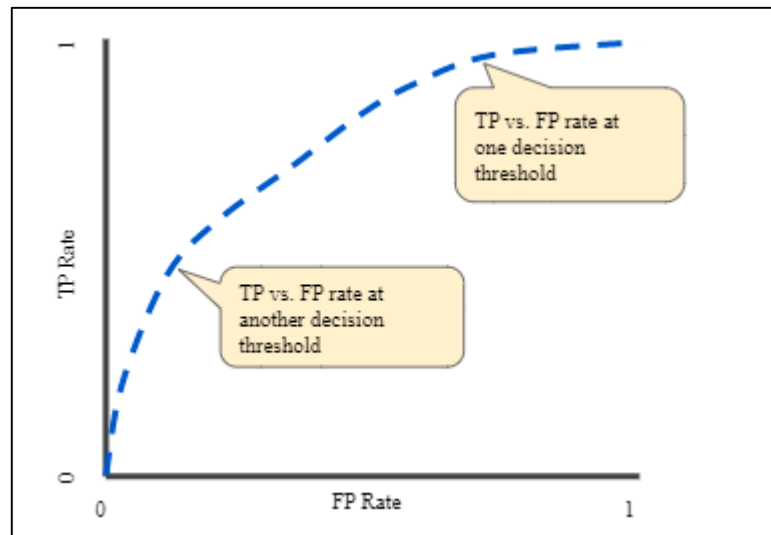 1
TP vs. FP rate at
one decision
threshold
TP Rate
TP vs. FP rate at
another decision
threshold
0
0
FP Rate
1